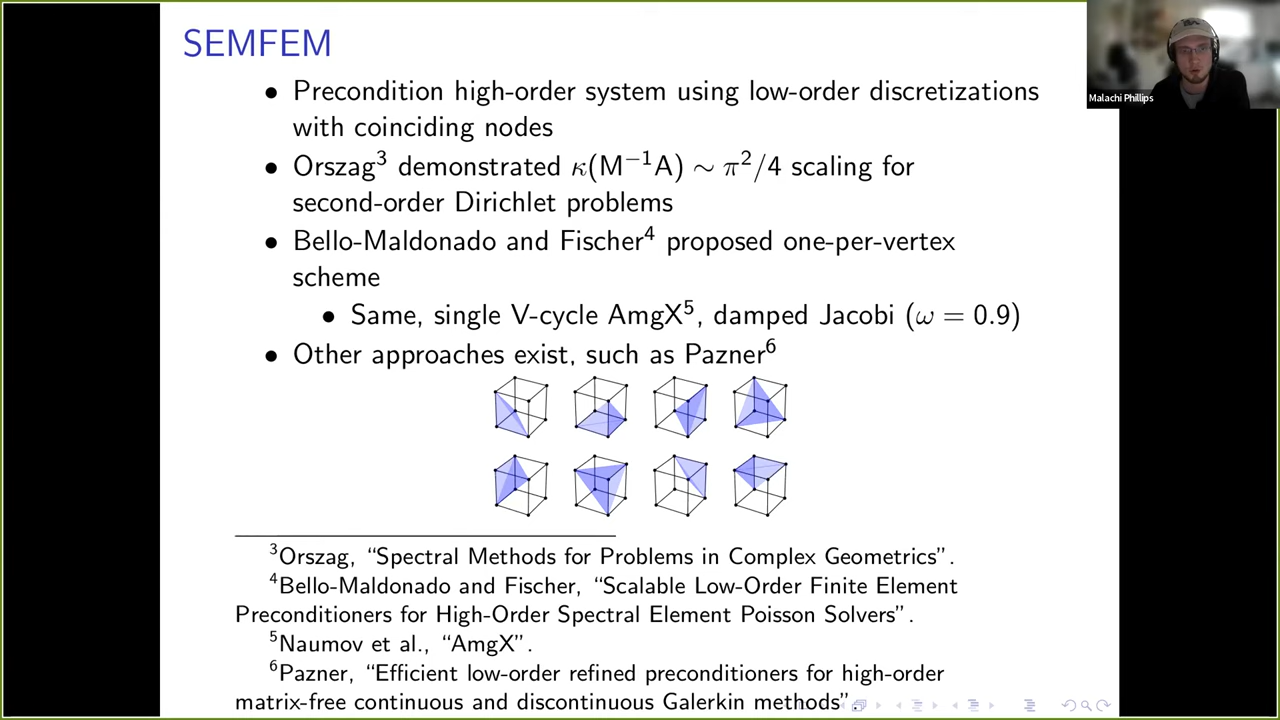 SEMFEM
• Precondition high-order system using low-order discretizations
with coinciding nodes
• Orszag³ demonstrated κ(M⁻¹A) ∼ π²/4 scaling for
second-order Dirichlet problems
• Bello-Maldonado and Fischer⁴ proposed one-per-vertex
scheme
• Same, single V-cycle AmgX⁵, damped Jacobi (ω = 0.9)
• Other approaches exist, such as Pazner⁶
³Orszag, “Spectral Methods for Problems in Complex Geometrics”.
⁴Bello-Maldonado and Fischer, “Scalable Low-Order Finite Element
Preconditioners for High-Order Spectral Element Poisson Solvers”.
⁵Naumov et al., “AmgX”.
⁶Pazner, “Efficient low-order refined preconditioners for high-order
matrix-free continuous and discontinuous Galerkin methods”
Malachi Phillips